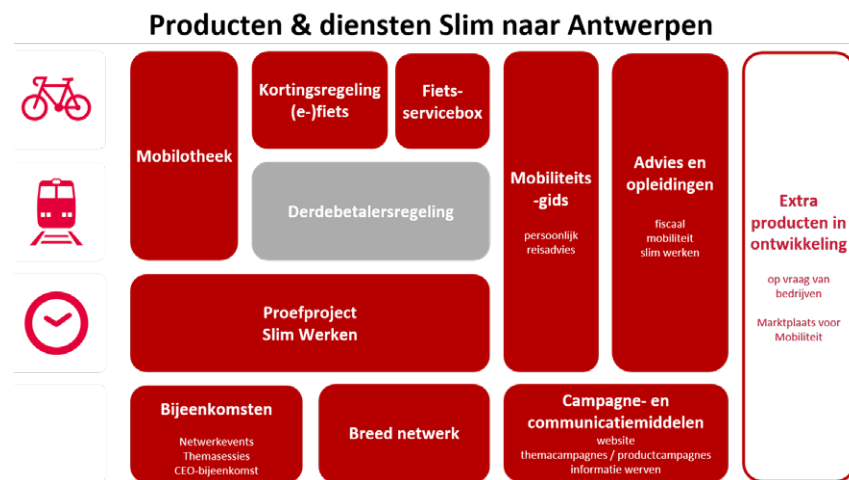 Producten & diensten Slim naar Antwerpen
Mobilotheek
Kortingsregeling
(e-)fiets
Fiets-
servicebox
Derdebetalersregeling
Proefproject
Slim Werken
Mobiliteits
-gids
persoonlijk
reisadvies
Advies en
opleidingen
fiscaal
mobiliteit
slim werken
Extra
producten in
ontwikkeling
op vraag van
bedrijven
Marktplaats voor
Mobiliteit
Bijeenkomsten
Netwerkevents
Themasessies
CEO-bijeenkomst
Breed netwerk
Campagne- en
communicatiemiddelen
website
themacampagnes / productcampagnes
informatie werven